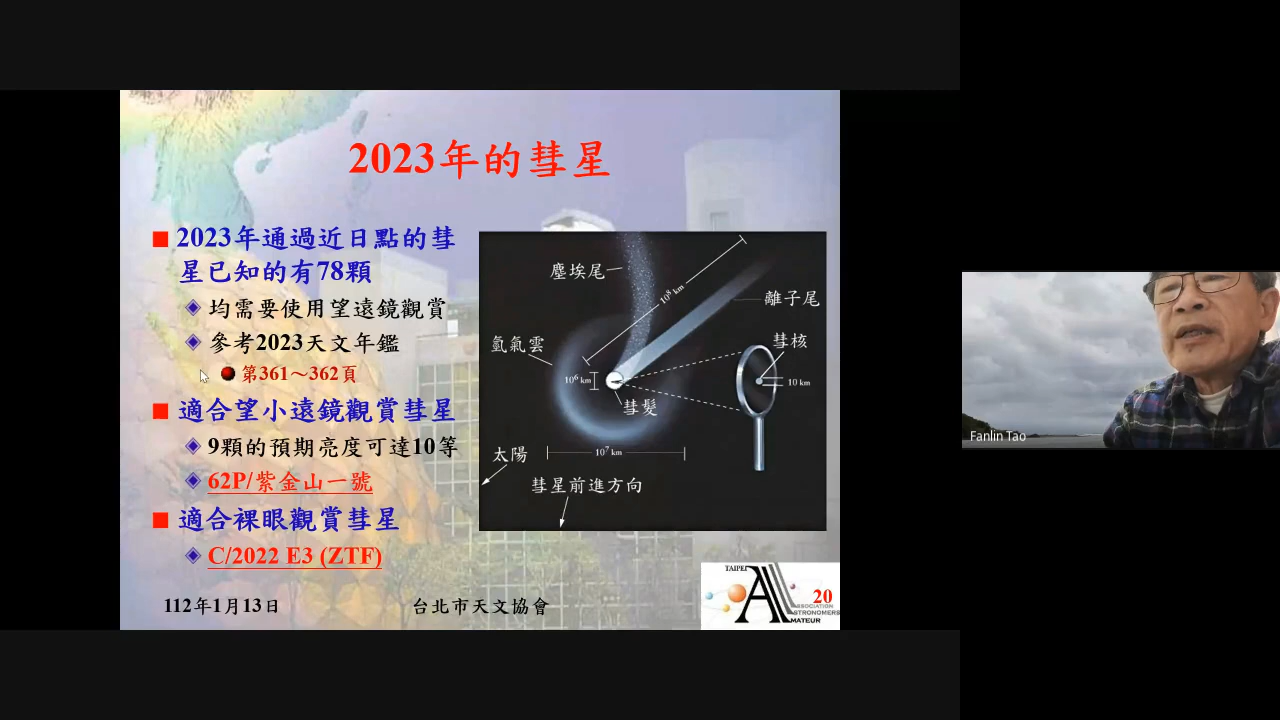 2023年的彗星
2023年通過近日點的彗
星已知的有78顆
均需要使用望遠鏡觀賞
參考2023天文年鑑
第361～362頁
適合望小遠鏡觀賞彗星
9顆的預期亮度可達10等
62P/紫金山一號
適合裸眼觀賞彗星
C/2022 E3 (ZTF)
塵埃尾
10⁸ km
離子尾
氫氣雲
彗核
10⁶ km
10 km
彗髮
太陽
10⁷ km
彗星前進方向
112年1月13日
台北市天文協會
TAIPEI
A
SSOCIATION
STRONOMERS
MATEUR
20
Fanlin Tao